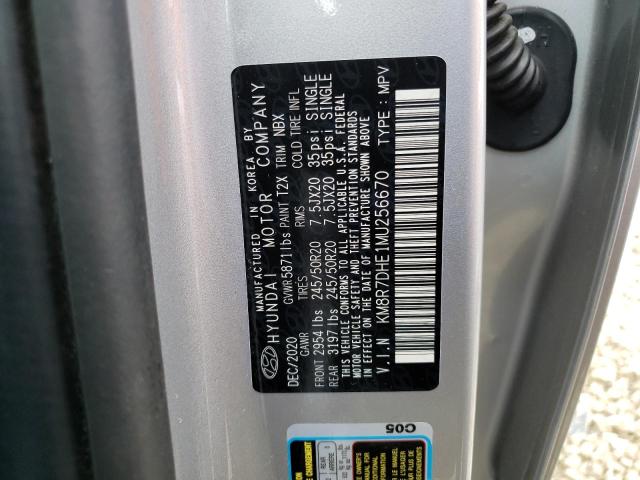 MANUFACTURED IN KOREA BY
HYUNDAI MOTOR COMPANY
DEC/2020 GVWR 5871lbs PAINT T2X TRIM NBX
GAWR TIRES RIMS COLD TIRE INFL
FRONT 2954 lbs 245/50R20 7.5JX20 35psi SINGLE
REAR 3197 lbs 245/50R20 7.5JX20 35psi SINGLE
THIS VEHICLE CONFORMS TO ALL APPLICABLE U.S.A. FEDERAL
MOTOR VEHICLE SAFETY AND THEFT PREVENTION STANDARDS
IN EFFECT ON THE DATE OF MANUFACTURE SHOWN ABOVE
V.I.N KM8R7DHE1MU256670 TYPE : MPV
C05